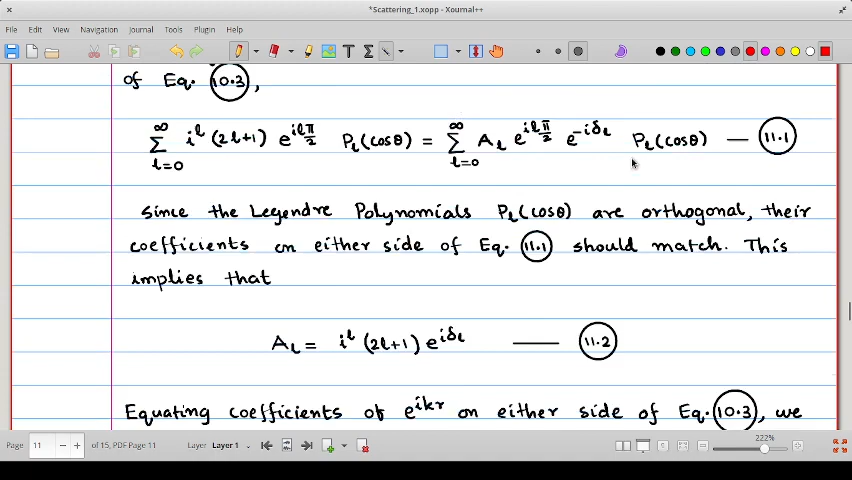 *Scattering_1.xopp - Xournal++
File Edit View Navigation Journal Tools Plugin Help
of Eq. 10.3,
∞ Σ l=0 i^l (2l+1) e^{ilπ/2} P_l(cosθ) = ∞ Σ l=0 A_l e^{ilπ/2} e^{-iδ_l} P_l(cosθ) — 11.1
Since the Legendre Polynomials P_l(cosθ) are orthogonal, their
coefficients on either side of Eq. 11.1 should match. This
implies that
A_l = i^l (2l+1) e^{iδ_l} — 11.2
Equating coefficients of e^{ikr} on either side of Eq. 10.3, we
Page 11 of 15, PDF Page 11 Layer Layer 1 222%